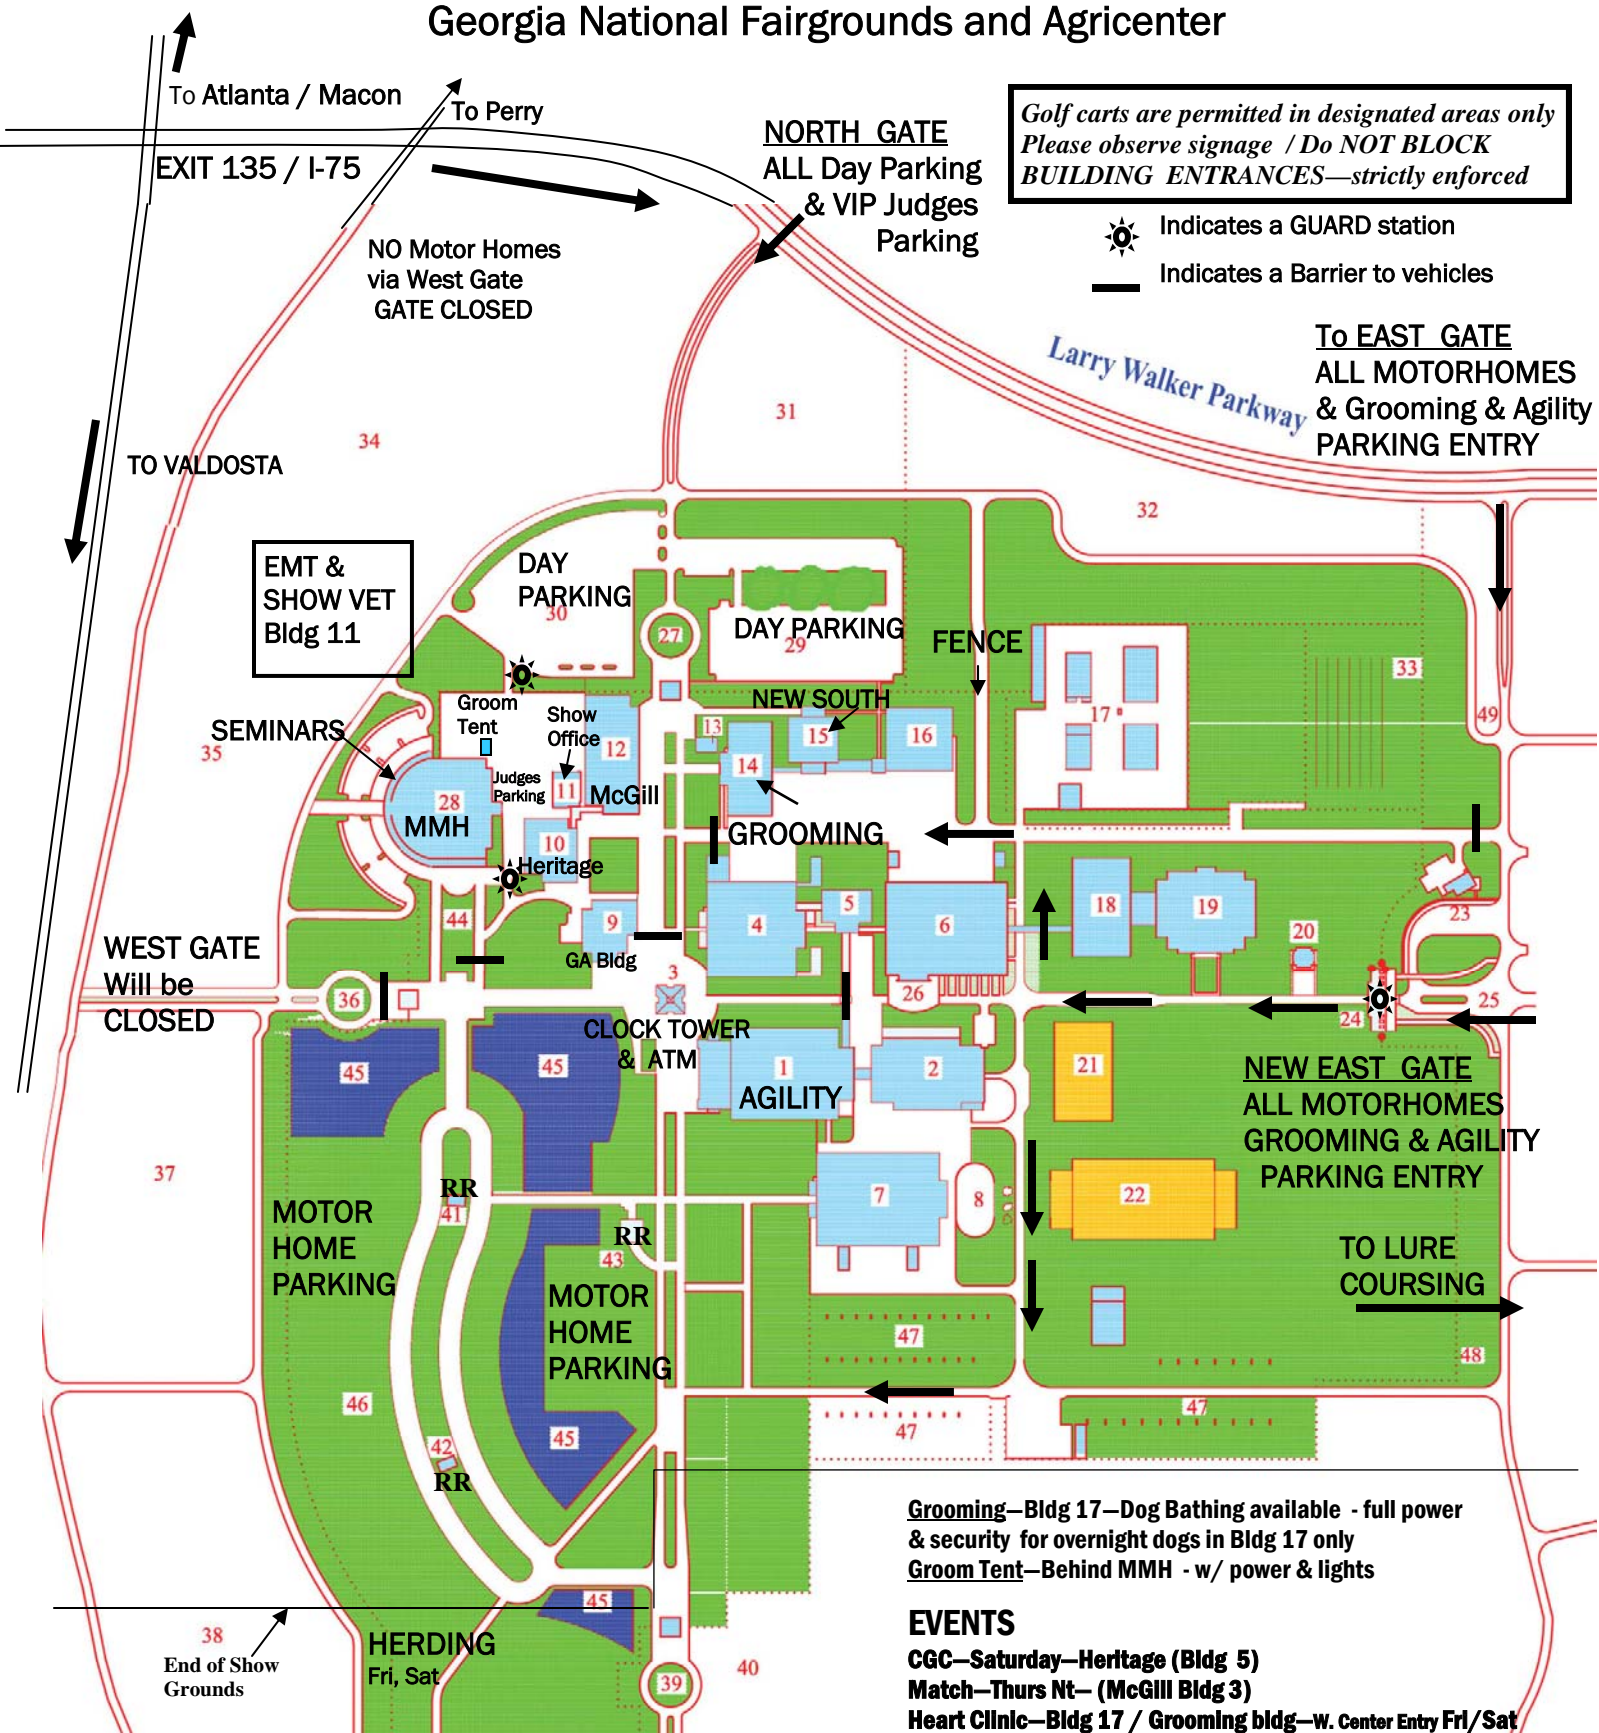 Georgia National Fairgrounds and Agricenter
To Atlanta / Macon
To Perry
EXIT 135 / I-75
NORTH GATE
ALL Day Parking
& VIP Judges
Parking
Golf carts are permitted in designated areas only
Please observe signage / Do NOT BLOCK
BUILDING ENTRANCES—strictly enforced
Indicates a GUARD station
Indicates a Barrier to vehicles
NO Motor Homes
via West Gate
GATE CLOSED
Larry Walker Parkway
To EAST GATE
ALL MOTORHOMES
& Grooming & Agility
PARKING ENTRY
31
34
TO VALDOSTA
32
EMT &
SHOW VET
Bldg 11
DAY
PARKING
30
27
DAY PARKING
29
FENCE
33
Groom
Tent
Show
Office
NEW SOUTH
SEMINARS
35
12
13
14
15
16
17
49
Judges
Parking
11
McGill
28
MMH
10
Heritage
GROOMING
44
9
GA Bldg
4
5
6
18
19
20
23
WEST GATE
Will be
CLOSED
36
3
26
24
25
CLOCK TOWER
& ATM
45
45
1
AGILITY
2
21
NEW EAST GATE
ALL MOTORHOMES
GROOMING & AGILITY
PARKING ENTRY
37
RR
41
MOTOR
HOME
PARKING
RR
43
7
8
22
TO LURE
COURSING
MOTOR
HOME
PARKING
47
48
46
45
47
47
42
RR
Grooming—Bldg 17—Dog Bathing available - full power
& security for overnight dogs in Bldg 17 only
Groom Tent—Behind MMH - w/ power & lights
45
38
End of Show
Grounds
HERDING
Fri, Sat
39
40
EVENTS
CGC—Saturday—Heritage (Bldg 5)
Match—Thurs Nt— (McGill Bldg 3)
Heart Clinic—Bldg 17 / Grooming bldg—W. Center Entry Fri/Sat